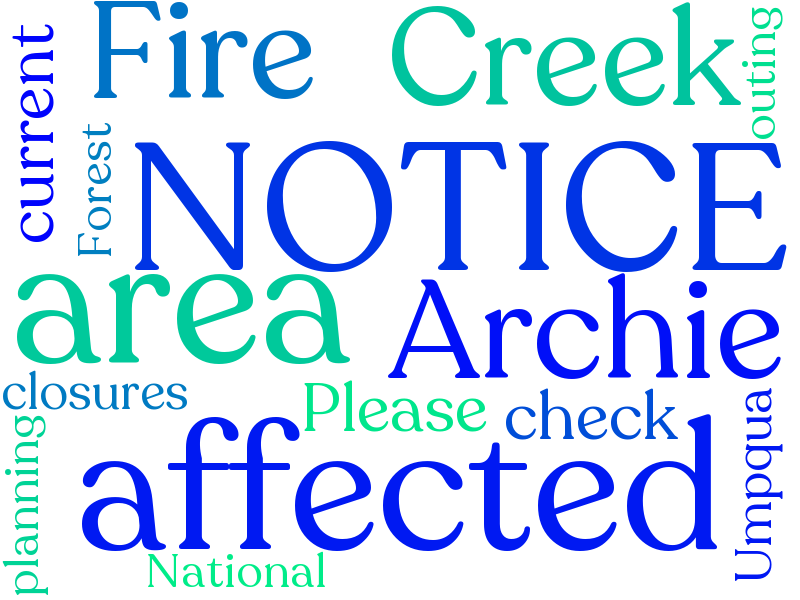 current
Fire
Creek
outing
Forest
NOTICE
area
Archie
closures
Please
check
planning
affected
Umpqua
National